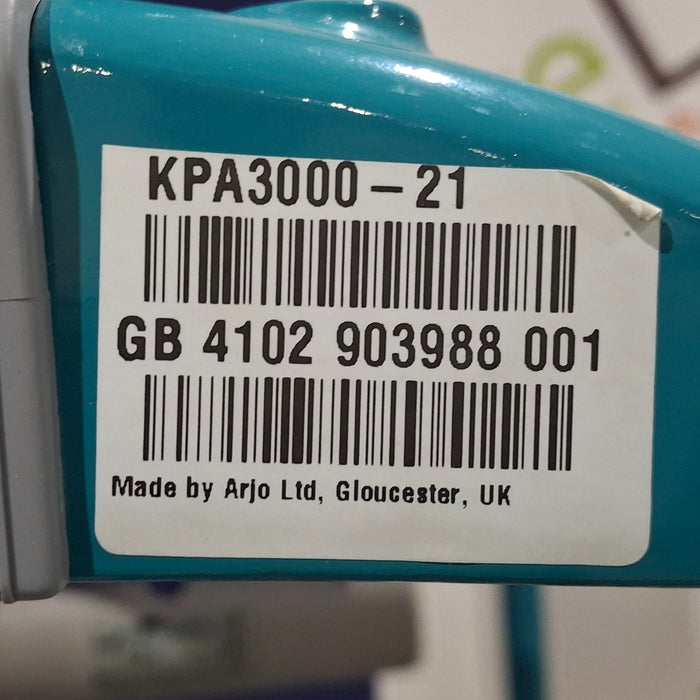 KPA3000 – 21
GB 4102 903988 001
Made by Arjo Ltd, Gloucester, UK